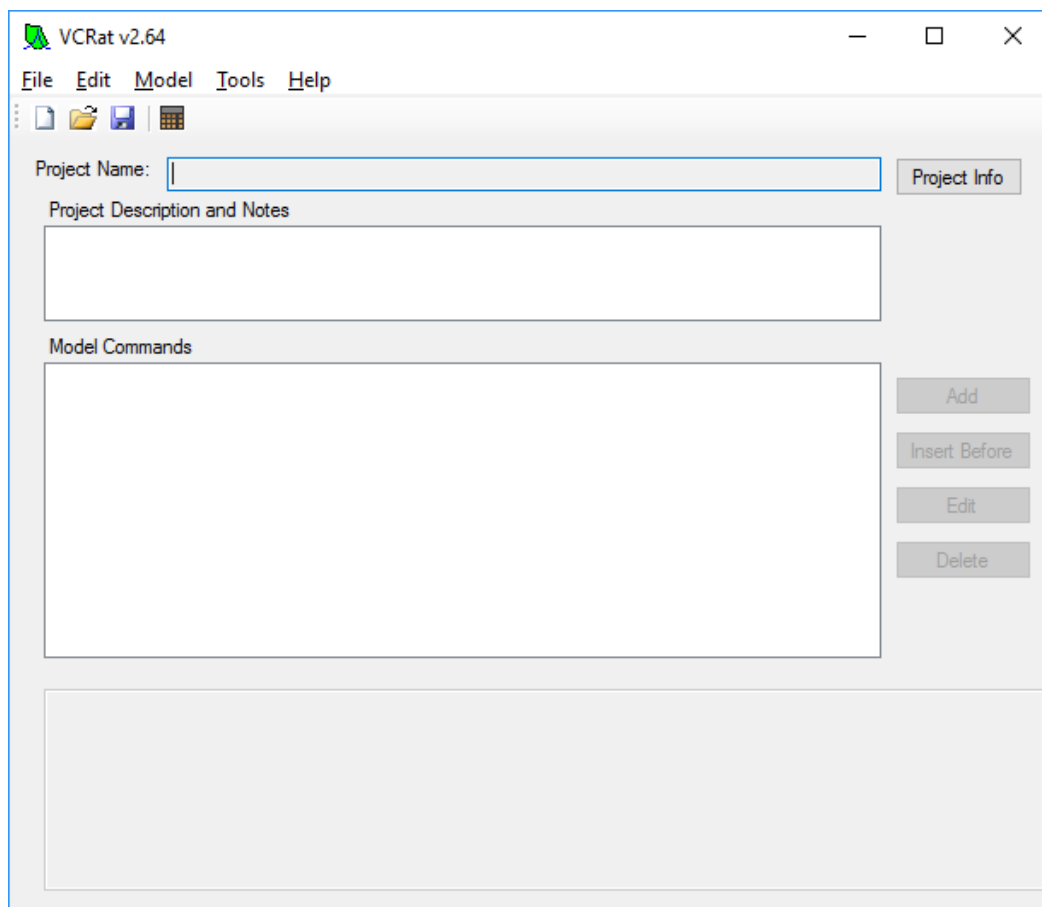 VCRat v2.64
File Edit Model Tools Help
Project Name:
Project Info
Project Description and Notes
Model Commands
Add
Insert Before
Edit
Delete